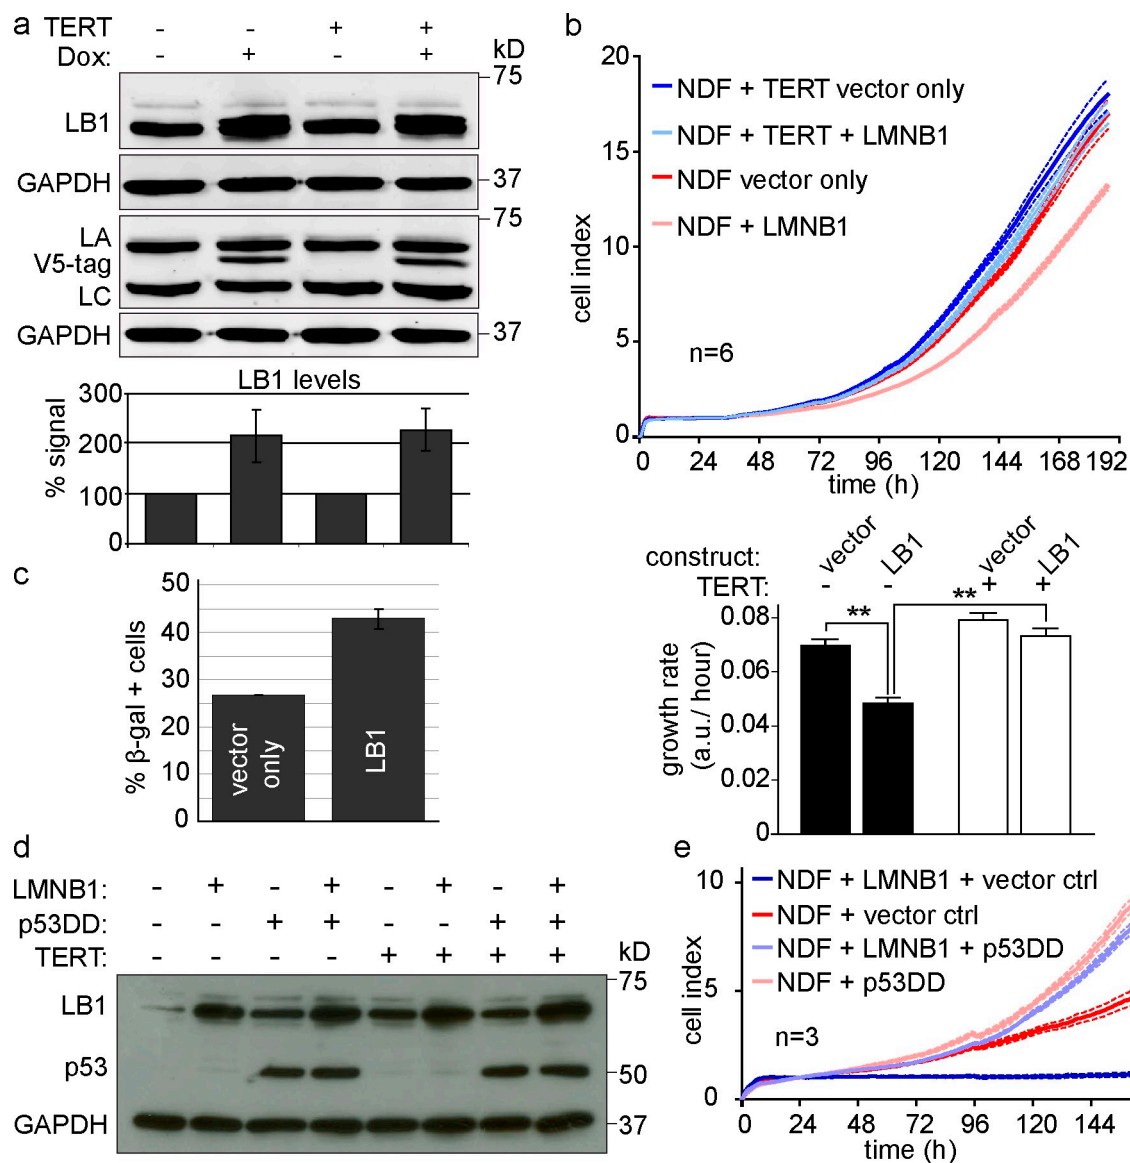 a
TERT - - + +
Dox: - + - +
kD
75
LB1
GAPDH
37
75
LA
V5-tag
LC
GAPDH
37
LB1 levels
% signal
300
200
100
0
b
cell index
20
15
10
5
0
NDF + TERT vector only
NDF + TERT + LMNB1
NDF vector only
NDF + LMNB1
n=6
0 24 48 72 96 120 144 168 192
time (h)
construct: vector LB1 vector LB1
TERT: - - + +
** **
growth rate
(a.u./ hour)
0.08
0.06
0.04
0.02
0
c
% β-gal + cells
50
40
30
20
10
0
vector
only
LB1
d
LMNB1: - + - + - + - +
p53DD: - - + + - - + +
TERT: - - - - + + + +
kD
75
LB1
p53
50
GAPDH
37
e
cell index
10
5
0
NDF + LMNB1 + vector ctrl
NDF + vector ctrl
NDF + LMNB1 + p53DD
NDF + p53DD
n=3
0 24 48 72 96 120 144
time (h)